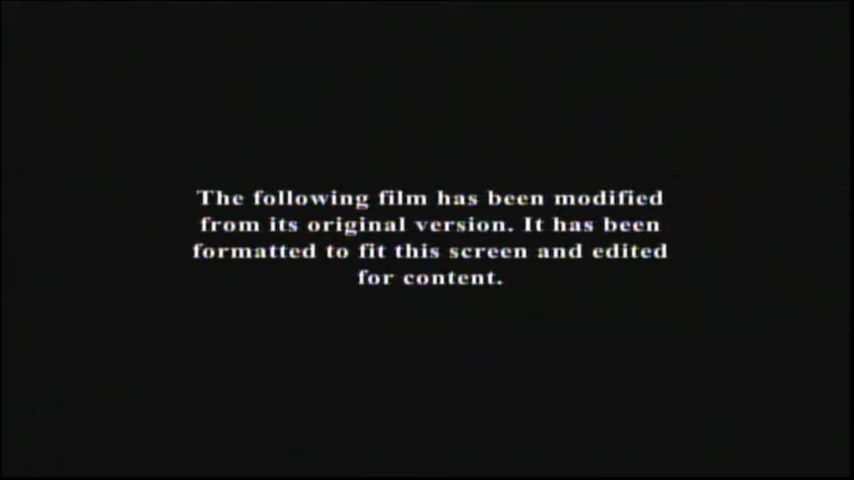 The following film has been modified
from its original version. It has been
formatted to fit this screen and edited
for content.